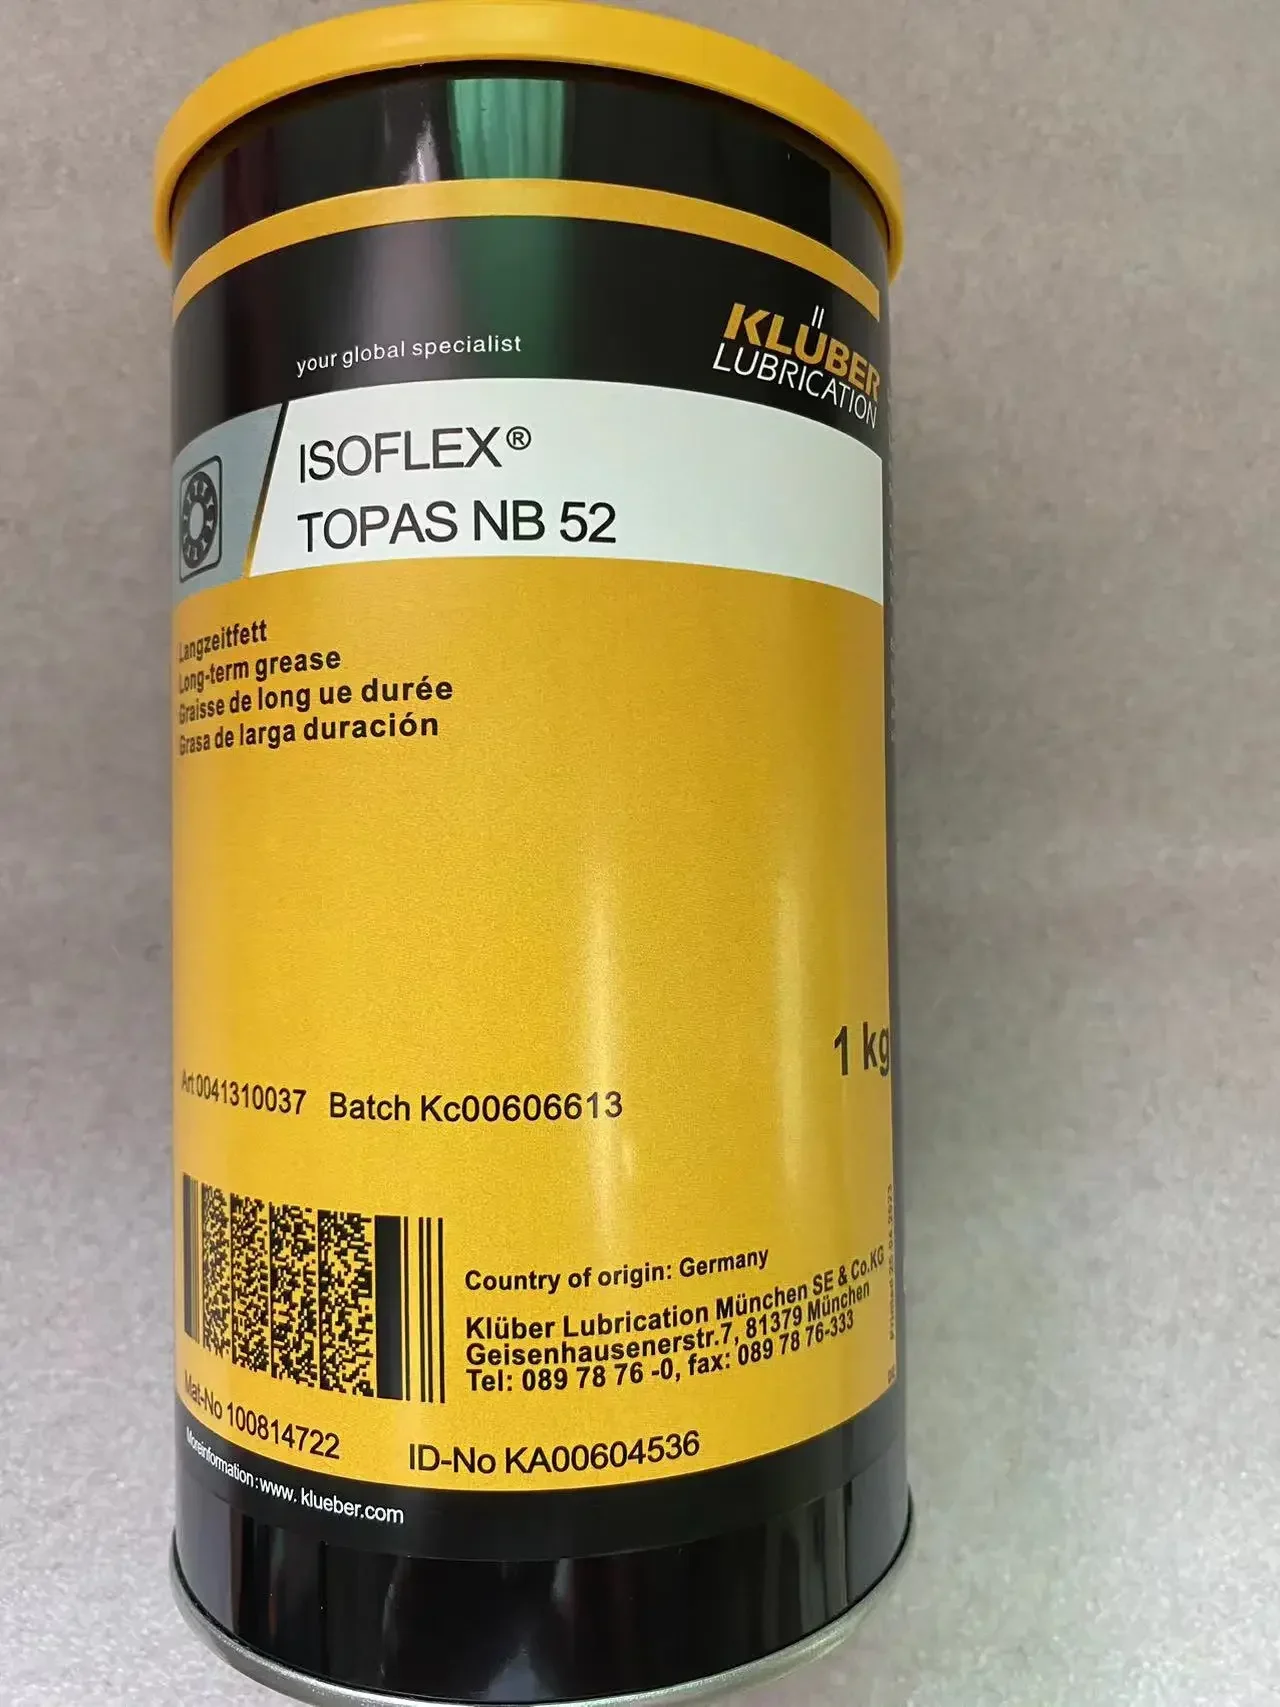 your global specialist
KLÜBER
LUBRICATION
ISOFLEX®
TOPAS NB 52
Langzeitfett
Long-term grease
Graisse de long ue durée
Grasa de larga duración
1 kg
Art 0041310037 Batch Kc00606613
Country of origin: Germany
Klüber Lubrication München SE & Co.KG
Geisenhausenerstr.7, 81379 München
Tel: 089 78 76 -0, fax: 089 78 76-333
Mat-No 100814722
ID-No KA00604536
Moreinformation:www. klueber.com